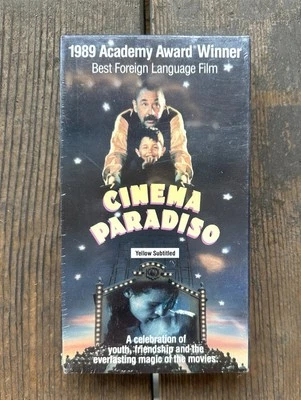 1989 Academy Award Winner
Best Foreign Language Film
CINEMA
PARADISO
Yellow Subtitled
A celebration of
youth, friendship and the
everlasting magic of the movies.